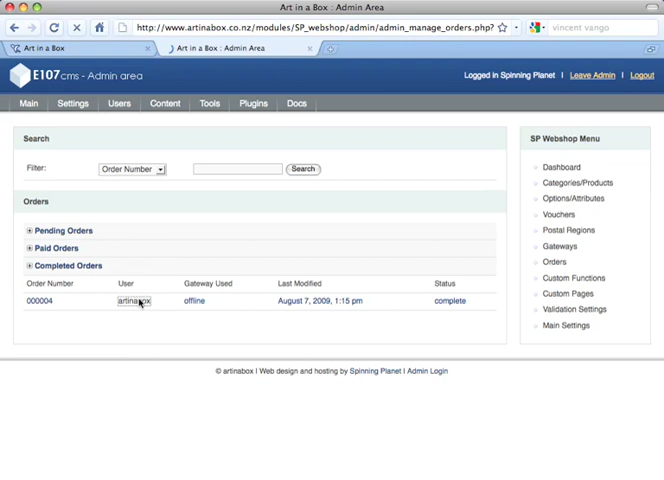 Art in a Box : Admin Area
http://www.artinabox.co.nz/modules/SP_webshop/admin/admin_manage_orders.php?
vincent vango
Art in a Box
Art in a Box : Admin Area
E107cms - Admin area
Logged in Spinning Planet | Leave Admin | Logout
Main Settings Users Content Tools Plugins Docs
Search
Filter: Order Number Search
Orders
Pending Orders
Paid Orders
Completed Orders
Order Number User Gateway Used Last Modified Status
000004 artinabox offline August 7, 2009, 1:15 pm complete
SP Webshop Menu
Dashboard
Categories/Products
Options/Attributes
Vouchers
Postal Regions
Gateways
Orders
Custom Functions
Custom Pages
Validation Settings
Main Settings
© artinabox | Web design and hosting by Spinning Planet | Admin Login